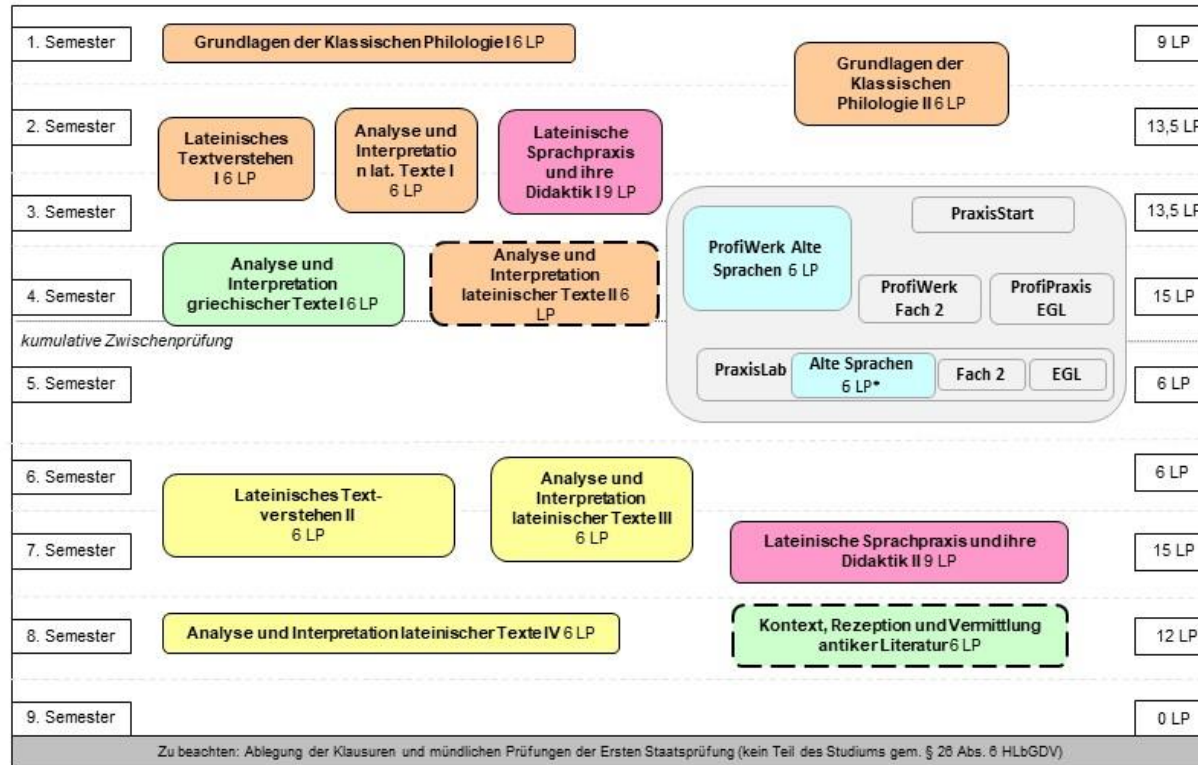 1. Semester
Grundlagen der Klassischen Philologie I 6 LP
9 LP
Grundlagen der
Klassischen
Philologie II 6 LP
2. Semester
Lateinisches
Textverstehen
I 6 LP
Analyse und
Interpretatio
n lat. Texte I
6 LP
Lateinische
Sprachpraxis
und ihre
Didaktik I 9 LP
13,5 LP
3. Semester
PraxisStart
13,5 LP
ProfiWerk Alte
Sprachen 6 LP
4. Semester
Analyse und
Interpretation
griechischer Texte I 6 LP
Analyse und
Interpretation
lateinischer Texte II 6
LP
ProfiWerk
Fach 2
ProfiPraxis
EGL
15 LP
kumulative Zwischenprüfung
5. Semester
PraxisLab
Alte Sprachen
6 LP*
Fach 2
EGL
6 LP
6. Semester
Lateinisches Text-
verstehen II
6 LP
Analyse und
Interpretation
lateinischer Texte III
6 LP
6 LP
7. Semester
Lateinische Sprachpraxis und ihre
Didaktik II 9 LP
15 LP
8. Semester
Analyse und Interpretation lateinischer Texte IV 6 LP
Kontext, Rezeption und Vermittlung
antiker Literatur 6 LP
12 LP
9. Semester
0 LP
Zu beachten: Ablegung der Klausuren und mündlichen Prüfungen der Ersten Staatsprüfung (kein Teil des Studiums gem. § 26 Abs. 6 HLbGDV)